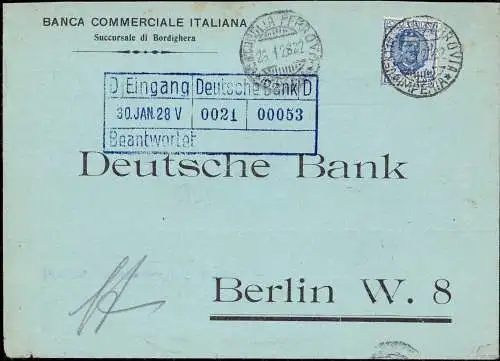 BANCA COMMERCIALE ITALIANA
Succursale di Bordighera
D Eingang Deutsche Bank D
30.JAN.28 V 0021 00053
Beantwortet
Deutsche Bank
Berlin W. 8